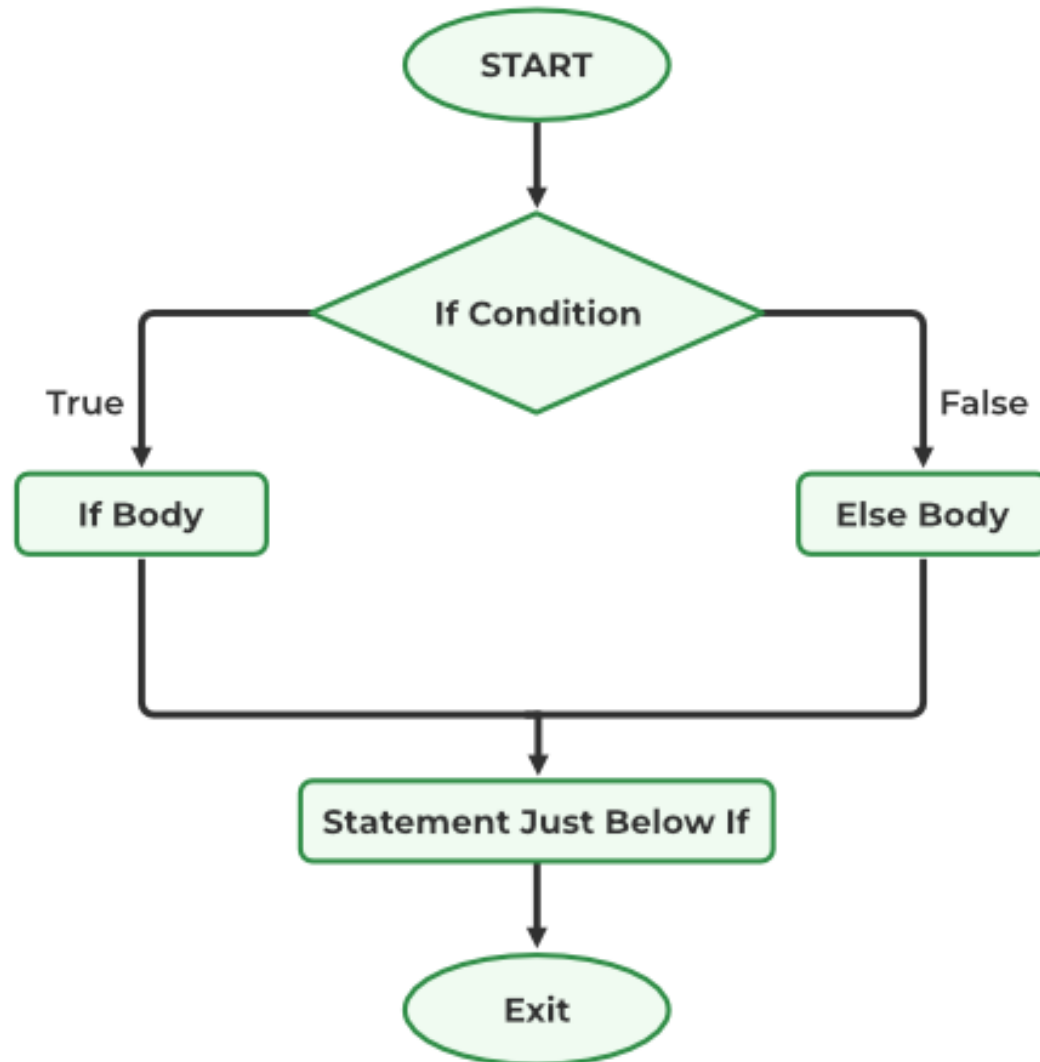 START
If Condition
True
False
If Body
Else Body
Statement Just Below If
Exit